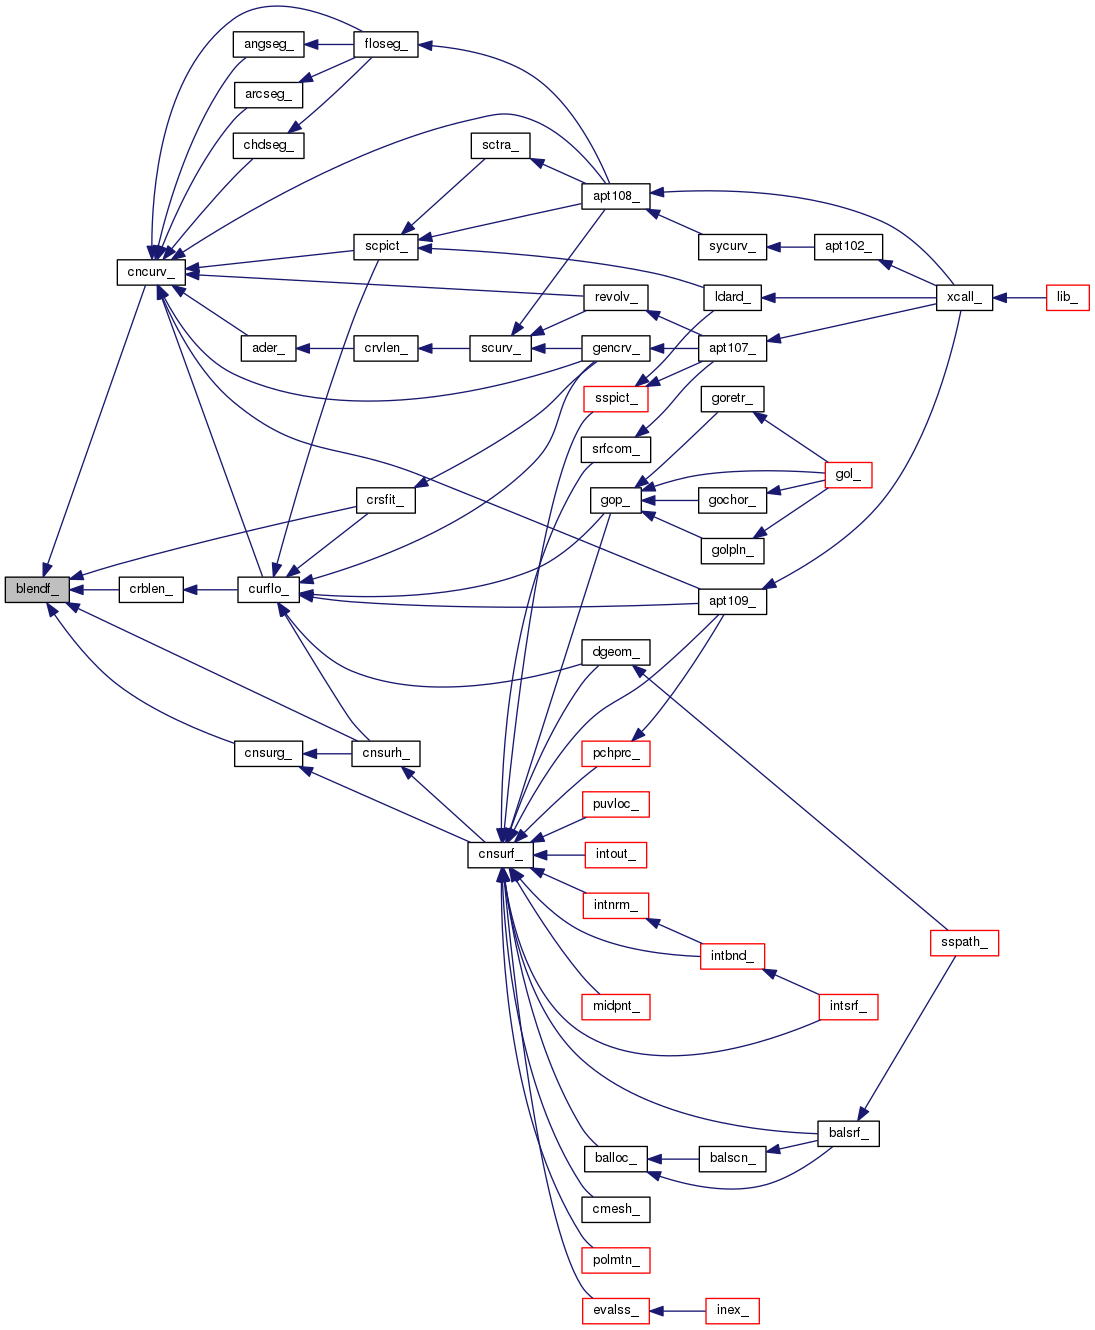 angseg_
floseg_
arcseg_
chdseg_
sctra_
apt108_
scpict_
sycurv_
apt102_
cncurv_
revolv_
ldard_
xcall_
lib_
ader_
crvlen_
scurv_
gencrv_
apt107_
sspict_
goretr_
srfcom_
gol_
crsfit_
gop_
gochor_
golpln_
blendf_
crblen_
curflo_
apt109_
dgeom_
cnsurg_
cnsurh_
pchprc_
puvloc_
cnsurf_
intout_
intnrm_
sspath_
intbnd_
midpnt_
intsrf_
balsrf_
balloc_
balscn_
cmesh_
polmtn_
evalss_
inex_